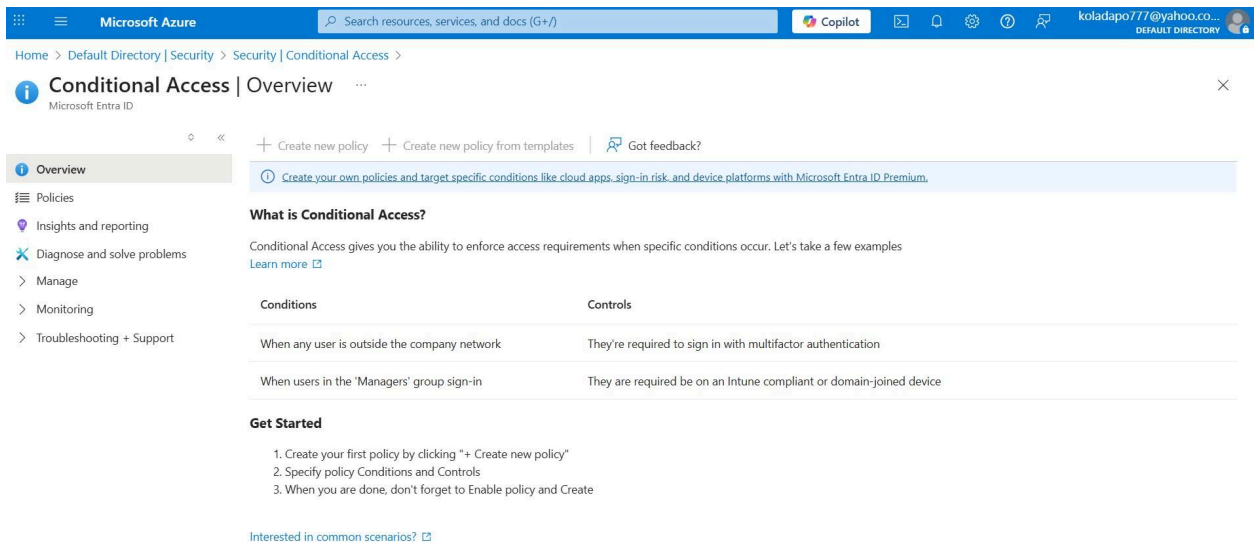 Microsoft Azure
Search resources, services, and docs (G+/)
Copilot
koladapo777@yahoo.co...
DEFAULT DIRECTORY
Home > Default Directory | Security > Security | Conditional Access >
Conditional Access | Overview ...
Microsoft Entra ID
Overview
Policies
Insights and reporting
Diagnose and solve problems
Manage
Monitoring
Troubleshooting + Support
+ Create new policy + Create new policy from templates
Got feedback?
Create your own policies and target specific conditions like cloud apps, sign-in risk, and device platforms with Microsoft Entra ID Premium.
What is Conditional Access?
Conditional Access gives you the ability to enforce access requirements when specific conditions occur. Let's take a few examples
Learn more
Conditions Controls
When any user is outside the company network They're required to sign in with multifactor authentication
When users in the 'Managers' group sign-in They are required be on an Intune compliant or domain-joined device
Get Started
1. Create your first policy by clicking "+ Create new policy"
2. Specify policy Conditions and Controls
3. When you are done, don't forget to Enable policy and Create
Interested in common scenarios?